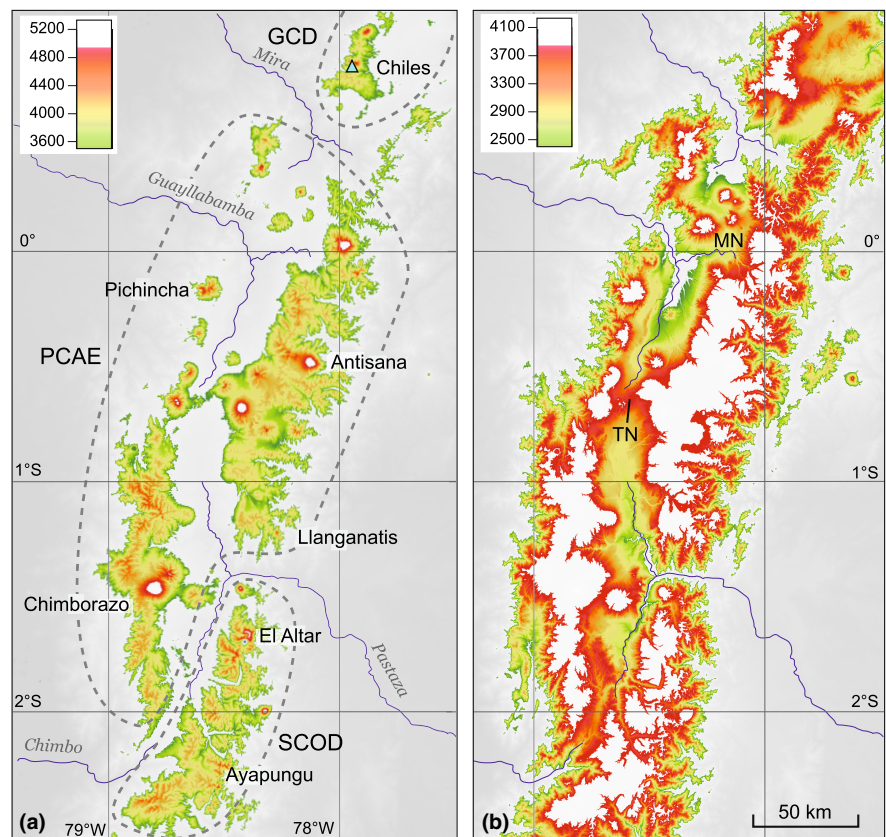 5200
4800
4400
4000
3600
GCD
Mira
Chiles
Guayllabamba
0°
Pichincha
PCAE
Antisana
1°S
Llanganatis
Chimborazo
El Altar
Pastaza
2°S
SCOD
Chimbo
Ayapungu
(a)
79°W
78°W
4100
3700
3300
2900
2500
MN
0°
TN
1°S
2°S
50 km
(b)